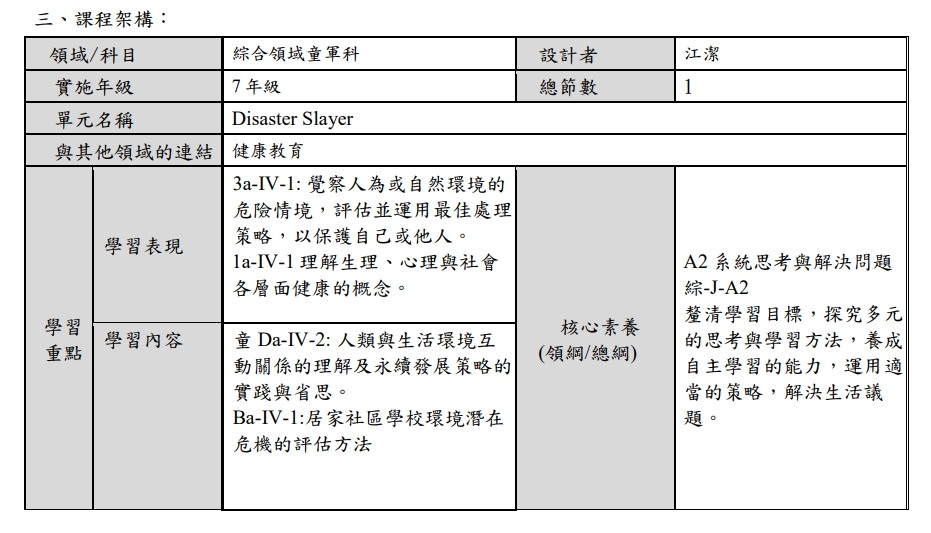 三、課程架構：
領域/科目 綜合領域童軍科 設計者 江潔
實施年級 7 年級 總節數 1
單元名稱 Disaster Slayer
與其他領域的連結 健康教育
學習
重點
學習表現
3a-IV-1: 覺察人為或自然環境的
危險情境，評估並運用最佳處理
策略，以保護自己或他人。
1a-IV-1 理解生理、心理與社會
各層面健康的概念。
學習內容
童 Da-IV-2: 人類與生活環境互
動關係的理解及永續發展策略的
實踐與省思。
Ba-IV-1:居家社區學校環境潛在
危機的評估方法
核心素養
(領綱/總綱)
A2 系統思考與解決問題
綜-J-A2
釐清學習目標，探究多元
的思考與學習方法，養成
自主學習的能力，運用適
當的策略，解決生活議
題。